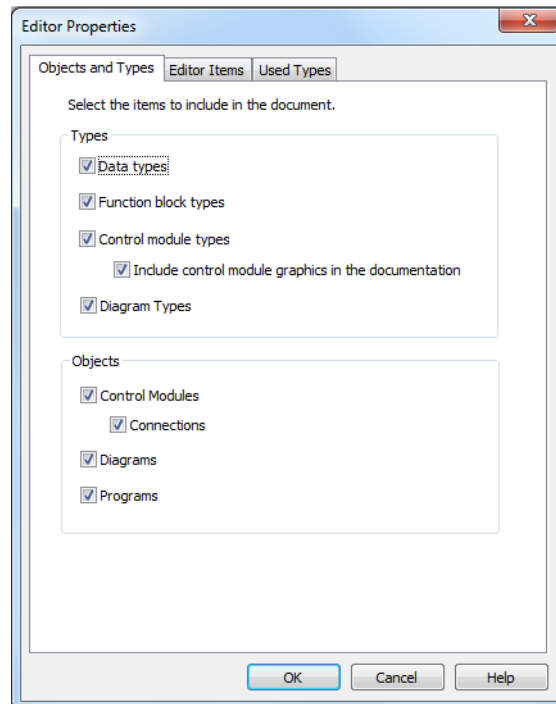 Editor Properties
Objects and Types Editor Items Used Types
Select the items to include in the document.
Types
Data types
Function block types
Control module types
Include control module graphics in the documentation
Diagram Types
Objects
Control Modules
Connections
Diagrams
Programs
OK Cancel Help